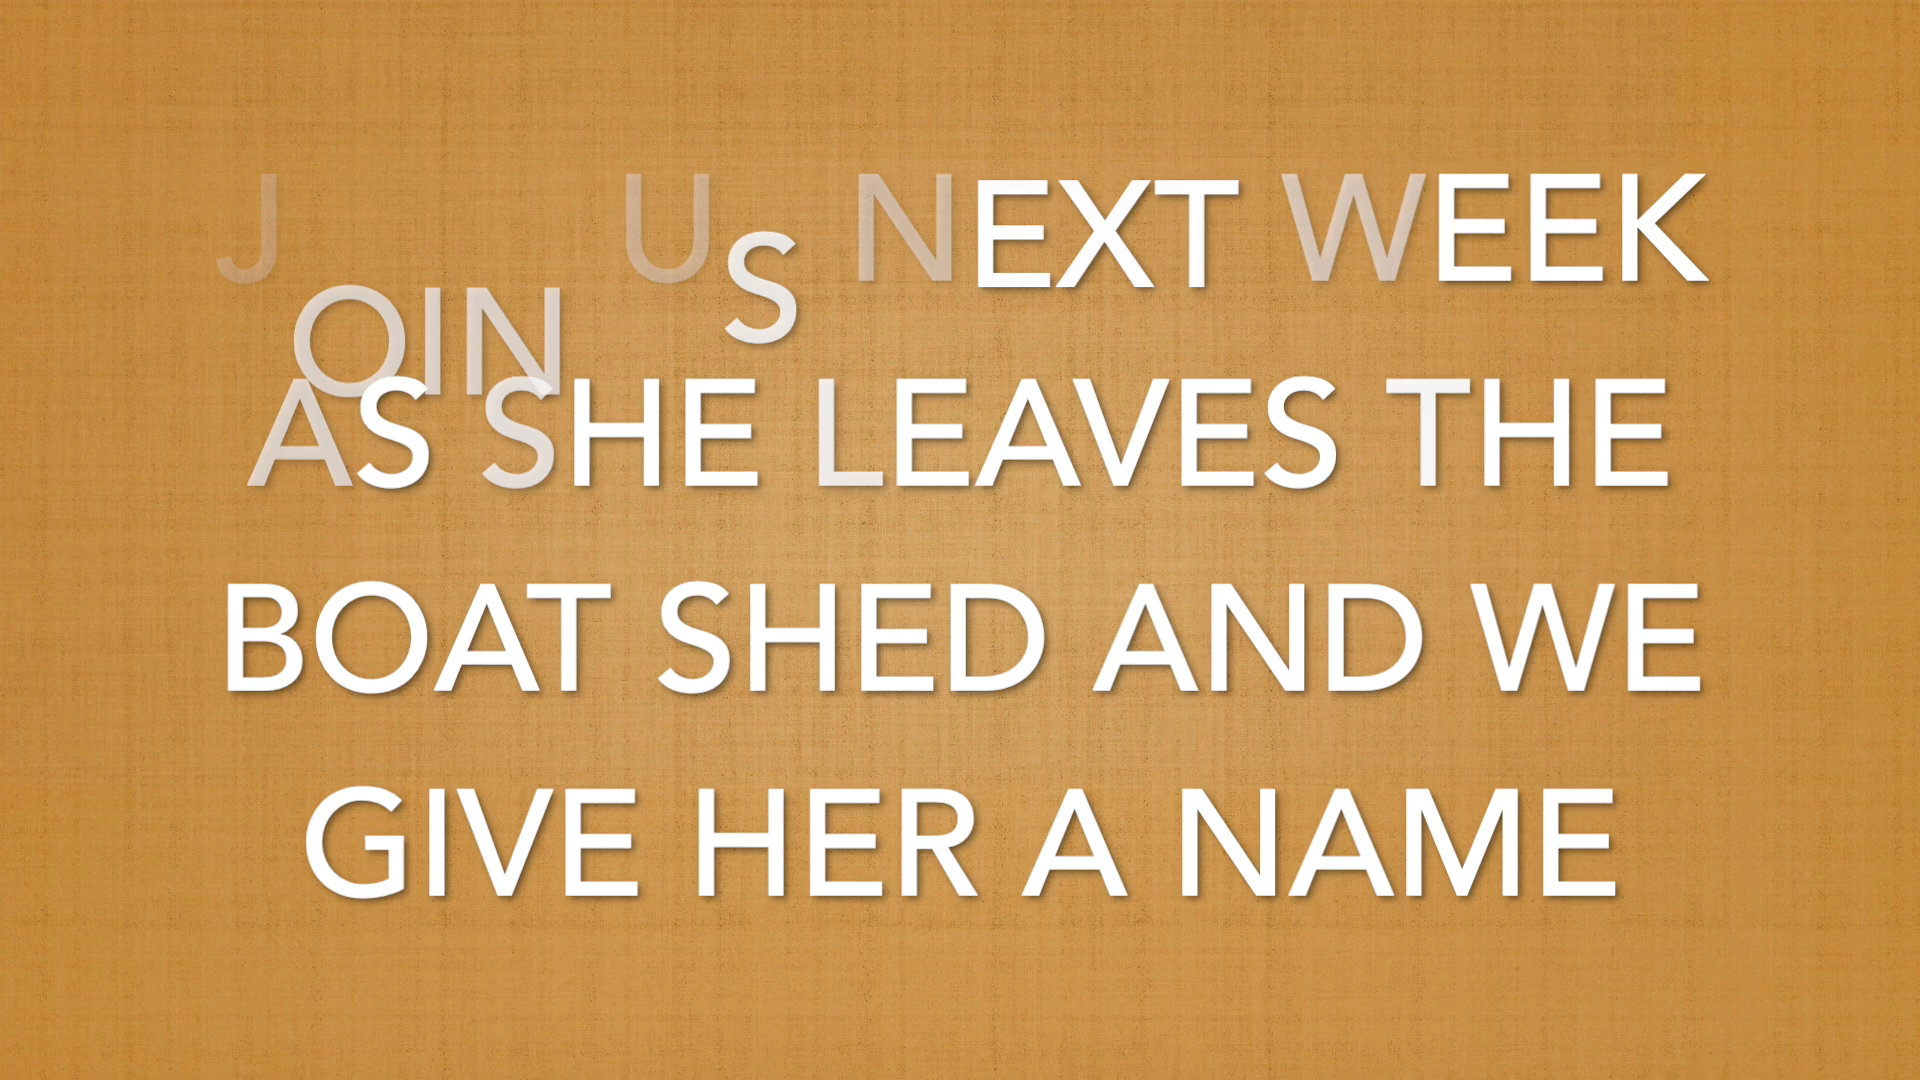 JOIN US NEXT WEEK
AS SHE LEAVES THE
BOAT SHED AND WE
GIVE HER A NAME